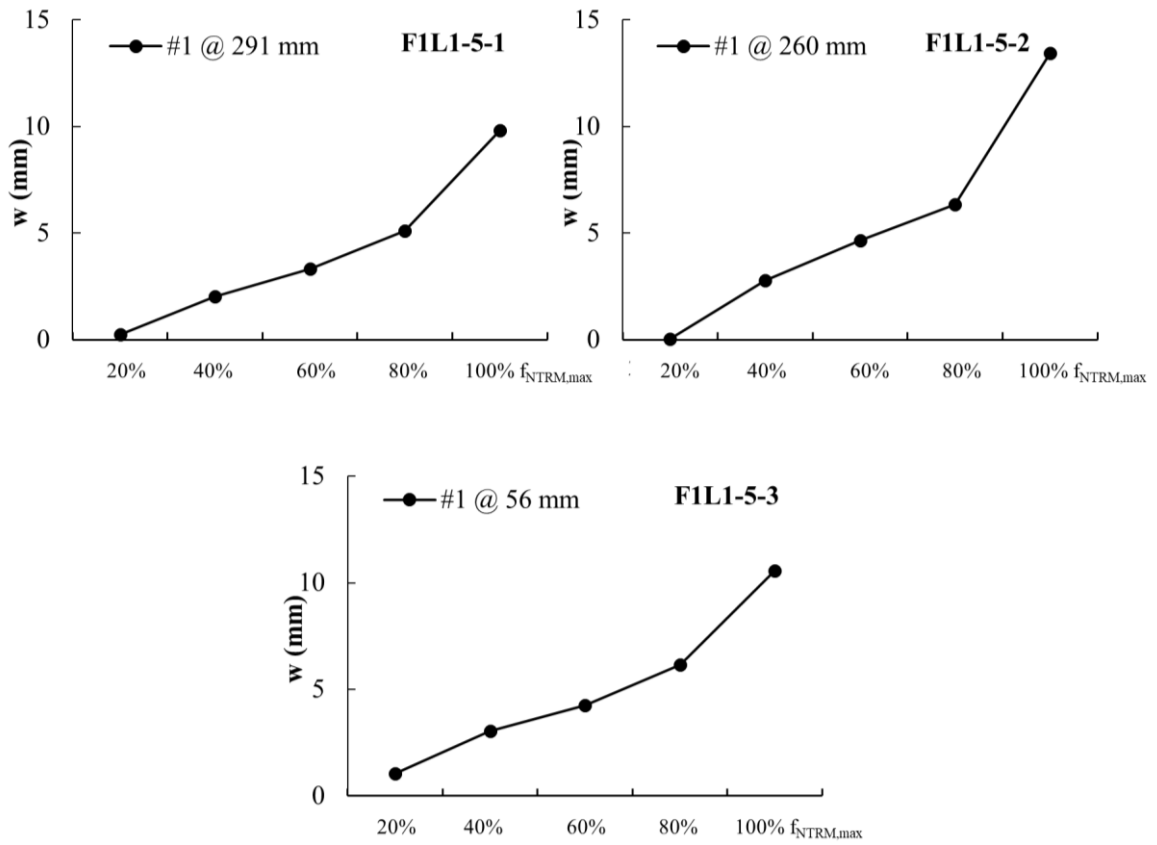 15
#1 @ 291 mm
F1L1-5-1
10
w (mm)
5
0
20% 40% 60% 80% 100% fNTRM,max
15
#1 @ 260 mm
F1L1-5-2
10
w (mm)
5
0
20% 40% 60% 80% 100% fNTRM,max
15
#1 @ 56 mm
F1L1-5-3
10
w (mm)
5
0
20% 40% 60% 80% 100% fNTRM,max